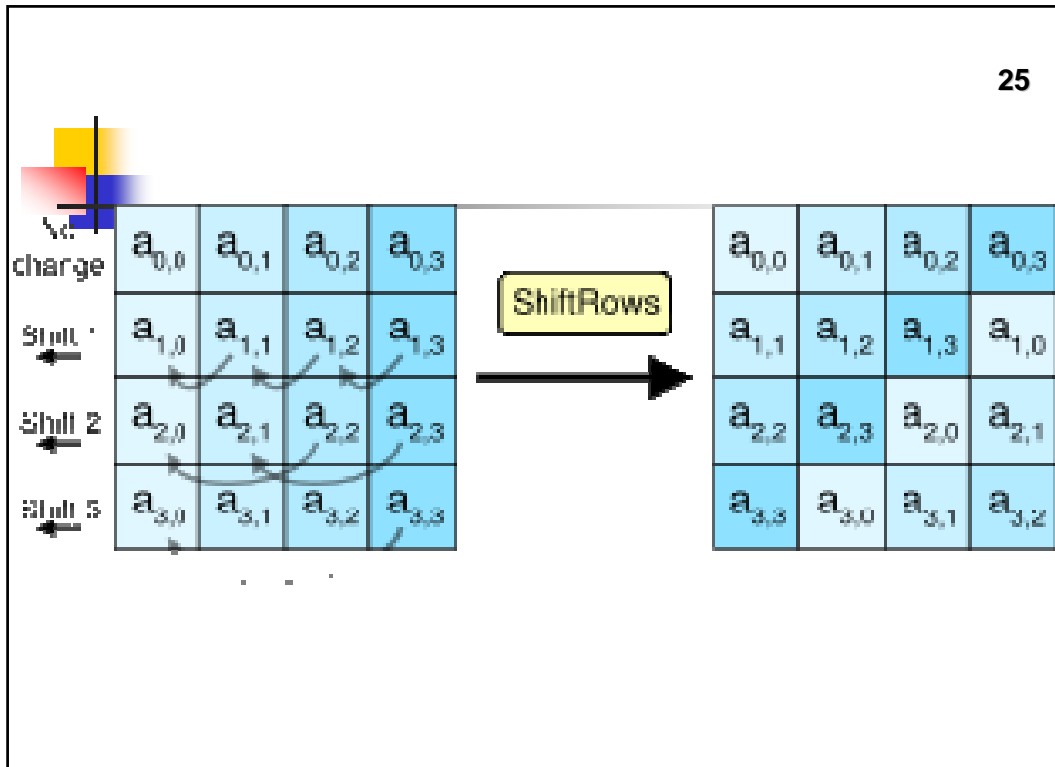 25
No
change a0,0 a0,1 a0,2 a0,3 a0,0 a0,1 a0,2 a0,3
ShiftRows
Shift 1 a1,0 a1,1 a1,2 a1,3 a1,1 a1,2 a1,3 a1,0
Shift 2 a2,0 a2,1 a2,2 a2,3 a2,2 a2,3 a2,0 a2,1
Shift 3 a3,0 a3,1 a3,2 a3,3 a3,3 a3,0 a3,1 a3,2